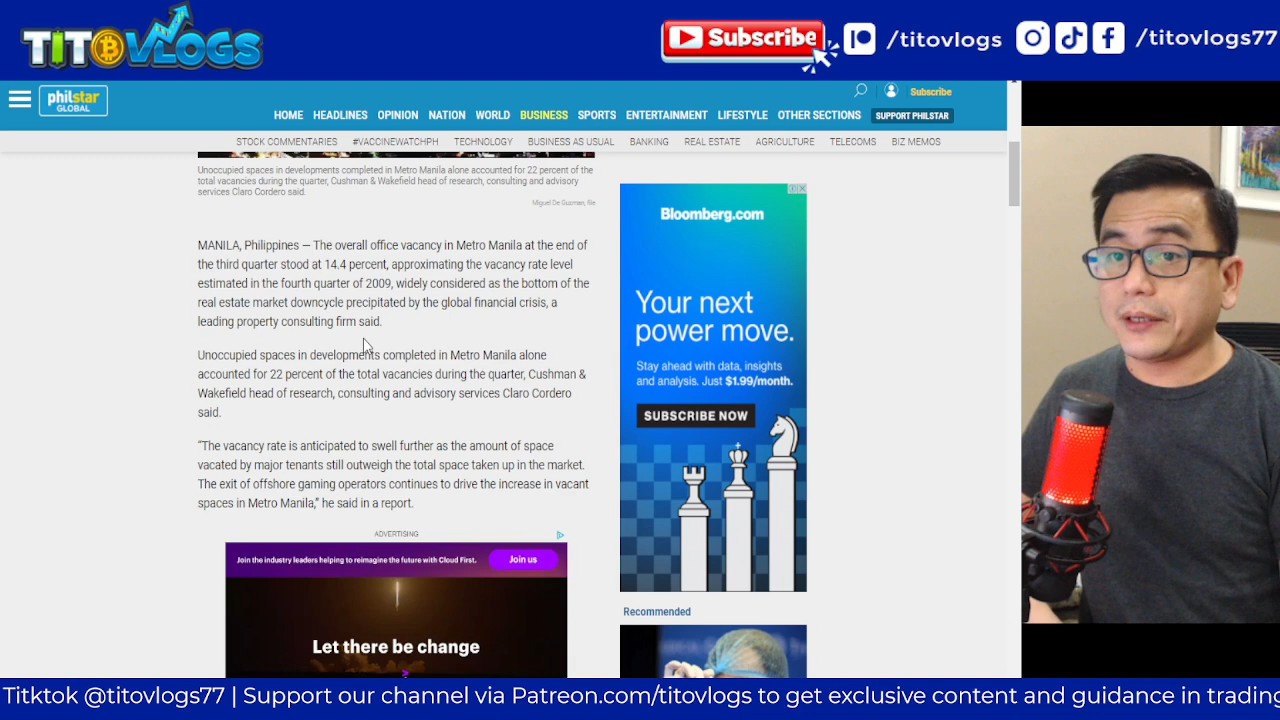 TITOVLOGS
Subscribe
/titovlogs
/titovlogs77
philstar
GLOBAL
Subscribe
HOME HEADLINES OPINION NATION WORLD BUSINESS SPORTS ENTERTAINMENT LIFESTYLE OTHER SECTIONS SUPPORT PHILSTAR
STOCK COMMENTARIES #VACCINEWATCHPH TECHNOLOGY BUSINESS AS USUAL BANKING REAL ESTATE AGRICULTURE TELECOMS BIZ MEMOS
Unoccupied spaces in developments completed in Metro Manila alone accounted for 22 percent of the
total vacancies during the quarter, Cushman & Wakefield head of research, consulting and advisory
services Claro Cordero said.
Miguel De Guzman, file
MANILA, Philippines — The overall office vacancy in Metro Manila at the end of
the third quarter stood at 14.4 percent, approximating the vacancy rate level
estimated in the fourth quarter of 2009, widely considered as the bottom of the
real estate market downcycle precipitated by the global financial crisis, a
leading property consulting firm said.
Unoccupied spaces in developments completed in Metro Manila alone
accounted for 22 percent of the total vacancies during the quarter, Cushman &
Wakefield head of research, consulting and advisory services Claro Cordero
said.
“The vacancy rate is anticipated to swell further as the amount of space
vacated by major tenants still outweigh the total space taken up in the market.
The exit of offshore gaming operators continues to drive the increase in vacant
spaces in Metro Manila,” he said in a report.
ADVERTISING
Join the industry leaders helping to reimagine the future with Cloud First.
Join us
Let there be change
Bloomberg.com
Your next
power move.
Stay ahead with data, insights
and analysis. Just $1.99/month.
SUBSCRIBE NOW
Recommended
Titktok @titovlogs77 | Support our channel via Patreon.com/titovlogs to get exclusive content and guidance in trading